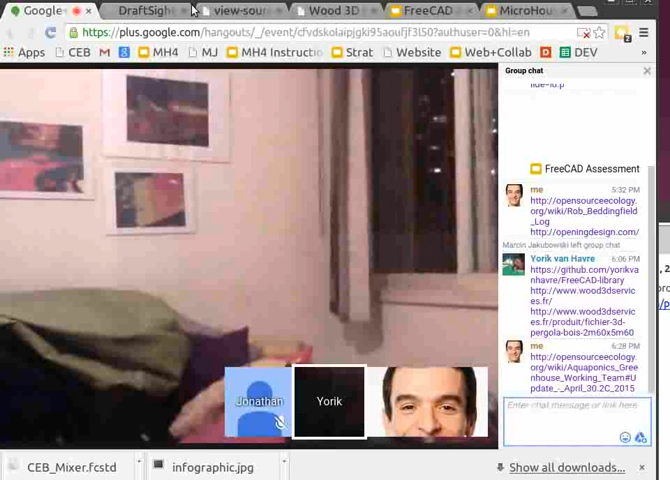 Google
DraftSigh
view-sour
Wood 3D
FreeCAD
MicroHou
https://plus.google.com/hangouts/_/event/cfvdskolaipjgki95aoufjf3l50?authuser=0&hl=en
Apps CEB M MH4 MJ MH4 Instructio Strat Website Web+Collab DEV »
Group chat
lide=id.p
FreeCAD Assessment
me 5:32 PM
http://opensourceecology.
org/wiki/Rob_Beddingfield
_Log
http://openingdesign.com/
Marcin Jakubowski left group chat
Yorik van Havre 6:06 PM
https://github.com/yorikva
nhavre/FreeCAD-library
http://www.wood3dservic
es.fr/
http://www.wood3dservic
es.fr/produit/fichier-3d-
pergola-bois-2m60x5m60
me 6:28 PM
http://opensourceecology.
org/wiki/Aquaponics_Gree
nhouse_Working_Team#U
pdate_-_April_30.2C_2015
Enter chat message or link here
Jonathan
Yorik
CEB_Mixer.fcstd
infographic.jpg
Show all downloads...